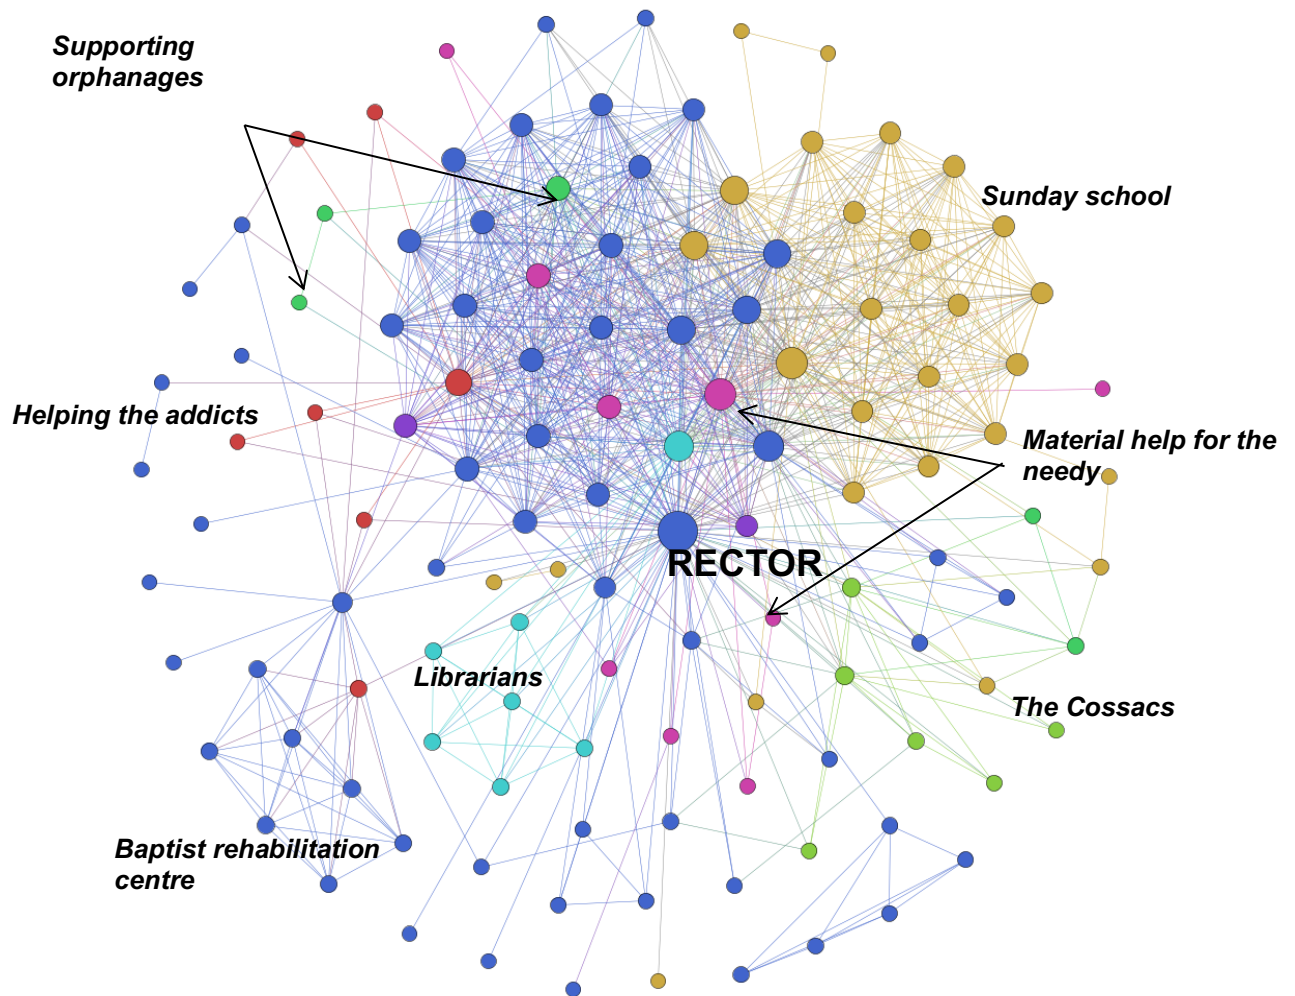 Supporting
orphanages
Sunday school
Helping the addicts
Material help for the
needy
RECTOR
Librarians
The Cossacs
Baptist rehabilitation
centre